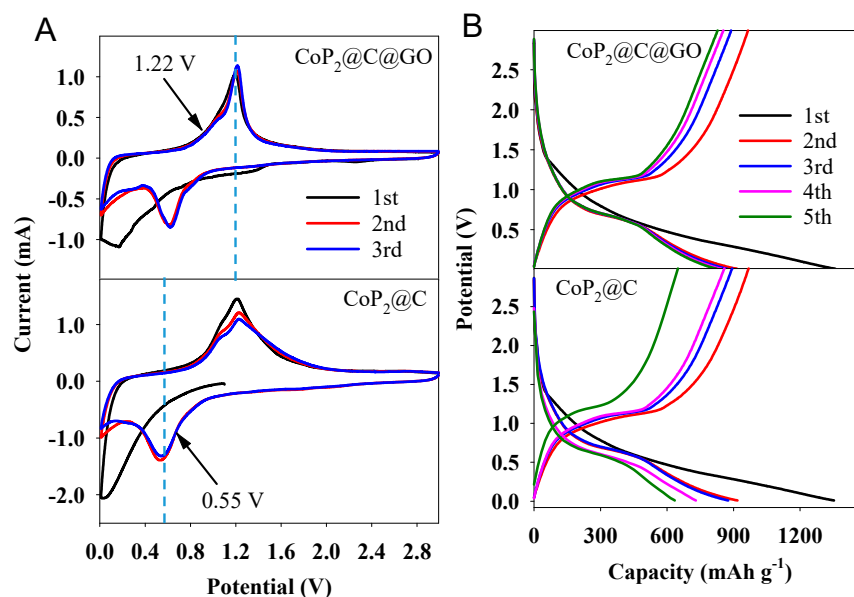 A
CoP2@C@GO
1.22 V
1.0
0.5
0.0
-0.5
-1.0
1st
2nd
3rd
CoP2@C
1.0
0.0
-1.0
-2.0
0.55 V
0.0 0.4 0.8 1.2 1.6 2.0 2.4 2.8
Current (mA)
Potential (V)
B
CoP2@C@GO
2.5
2.0
1.5
1.0
0.5
1st
2nd
3rd
4th
5th
CoP2@C
2.5
2.0
1.5
1.0
0.5
0.0
0 300 600 900 1200
Potential (V)
Capacity (mAh g-1)